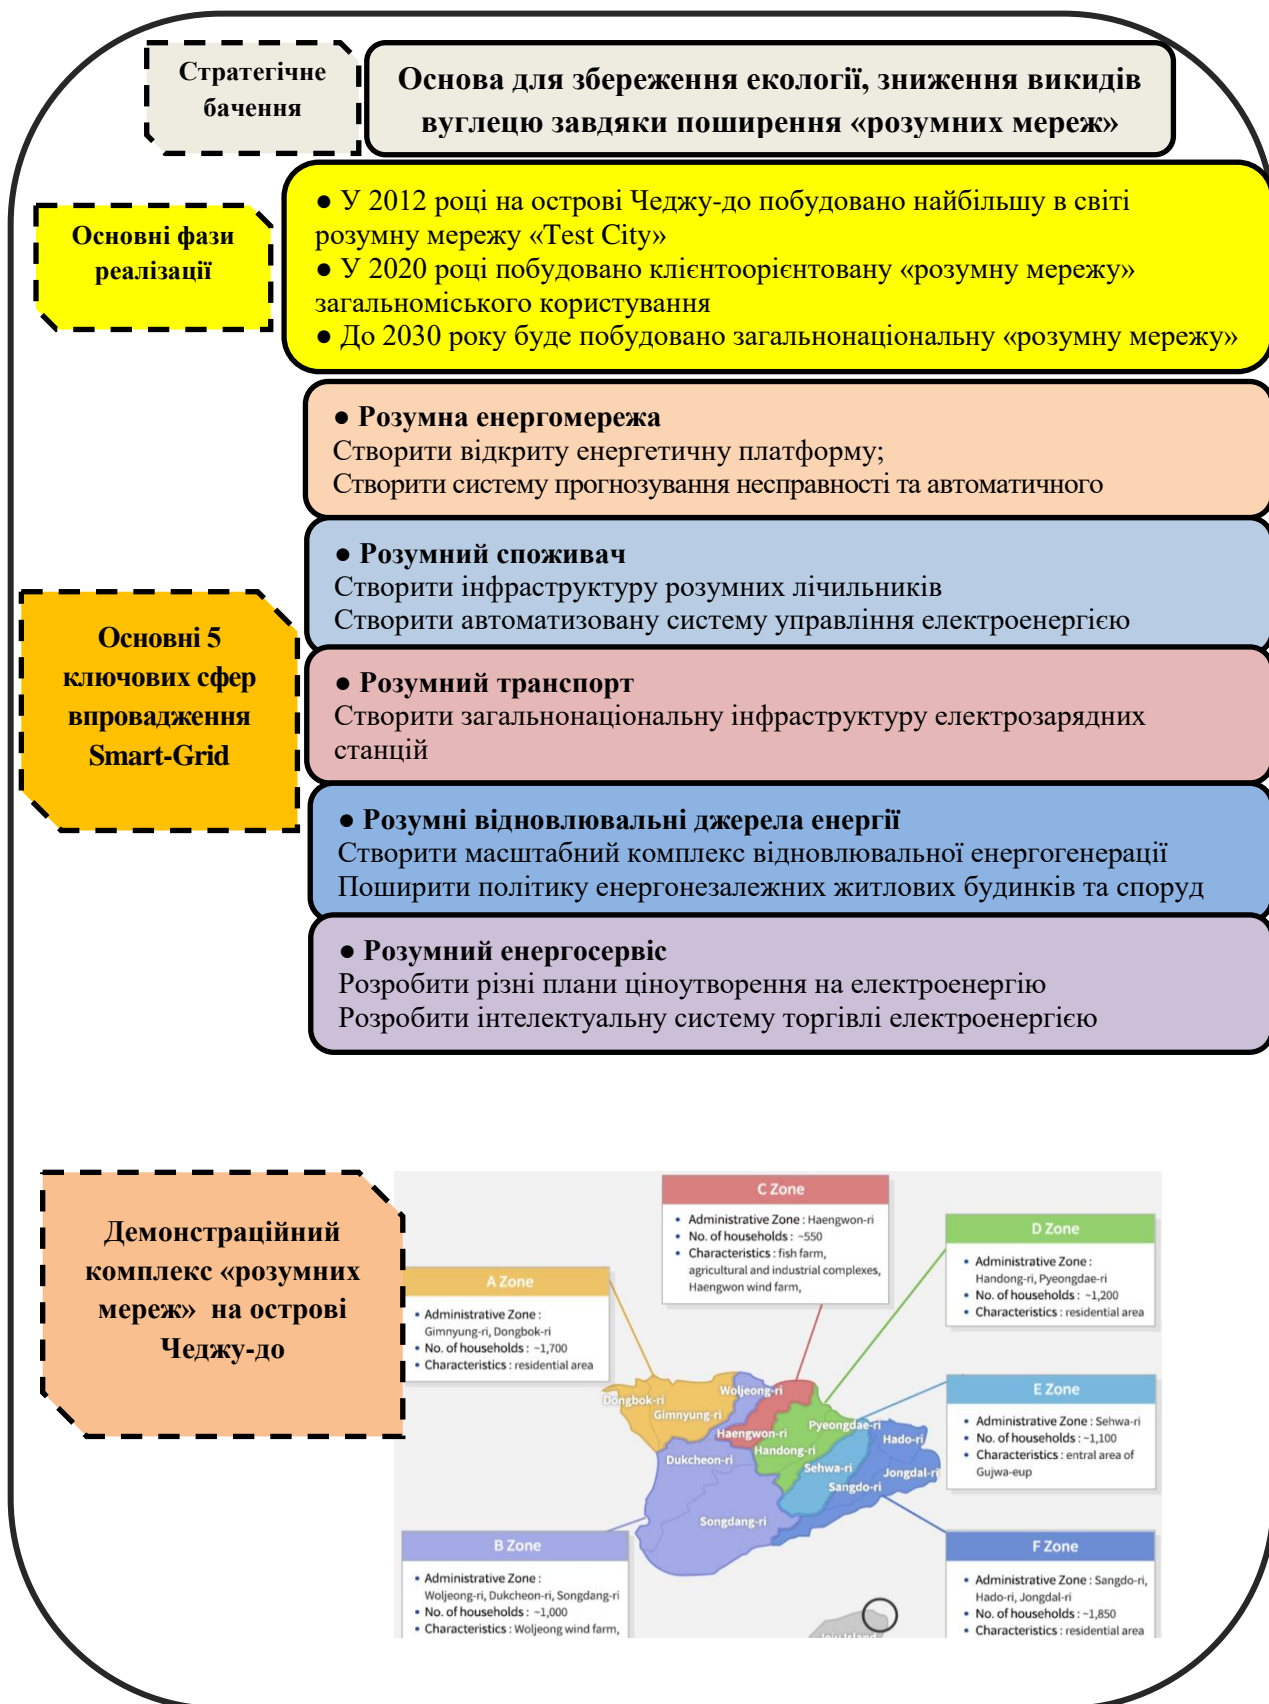 Стратегічне
бачення
Основа для збереження екології, зниження викидів
вуглецю завдяки поширення «розумних мереж»
Основні фази
реалізації
● У 2012 році на острові Чеджу-до побудовано найбільшу в світі
розумну мережу «Test City»
● У 2020 році побудовано клієнтоорієнтовану «розумну мережу»
загальноміського користування
● До 2030 року буде побудовано загальнонаціональну «розумну мережу»
Основні 5
ключових сфер
впровадження
Smart-Grid
● Розумна енергомережа
Створити відкриту енергетичну платформу;
Створити систему прогнозування несправності та автоматичного
● Розумний споживач
Створити інфраструктуру розумних лічильників
Створити автоматизовану систему управління електроенергією
● Розумний транспорт
Створити загальнонаціональну інфраструктуру електрозарядних
станцій
● Розумні відновлювальні джерела енергії
Створити масштабний комплекс відновлювальної енергогенерації
Поширити політику енергонезалежних житлових будинків та споруд
● Розумний енергосервіс
Розробити різні плани ціноутворення на електроенергію
Розробити інтелектуальну систему торгівлі електроенергією
Демонстраційний
комплекс «розумних
мереж» на острові
Чеджу-до
C Zone
• Administrative Zone : Haengwon-ri
• No. of households : ~550
• Characteristics : fish farm,
agricultural and industrial complexes,
Haengwon wind farm,
D Zone
• Administrative Zone :
Handong-ri, Pyeongdae-ri
• No. of households : ~1,200
• Characteristics : residential area
A Zone
• Administrative Zone :
Gimnyung-ri, Dongbok-ri
• No. of households : ~1,700
• Characteristics : residential area
E Zone
• Administrative Zone : Sehwa-ri
• No. of households : ~1,100
• Characteristics : entral area of
Gujwa-eup
Dongbok-ri
Gimnyung-ri
Woljeong-ri
Haengwon-ri
Handong-ri
Pyeongdae-ri
Hado-ri
Dukcheon-ri
Sehwa-ri
Jongdal-ri
Sangdo-ri
Songdang-ri
B Zone
• Administrative Zone :
Woljeong-ri, Dukcheon-ri, Songdang-ri
• No. of households : ~1,000
• Characteristics : Woljeong wind farm,
F Zone
• Administrative Zone : Sangdo-ri,
Hado-ri, Jongdal-ri
• No. of households : ~1,850
• Characteristics : residential area